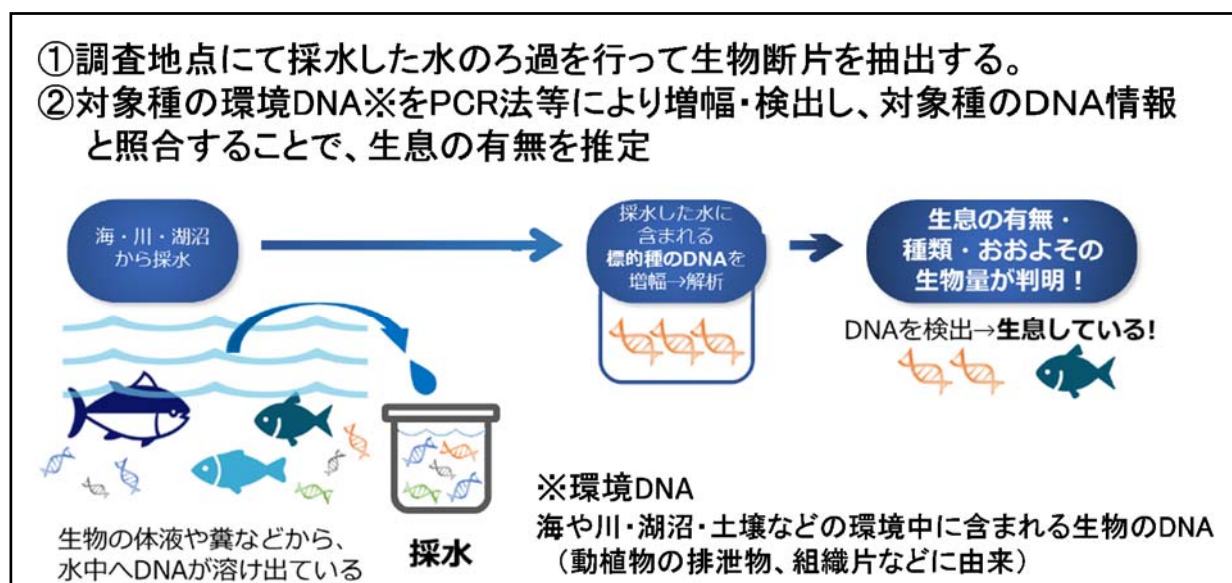 ①調査地点にて採水した水のろ過を行って生物断片を抽出する。
②対象種の環境DNA※をPCR法等により増幅・検出し、対象種のDNA情報
と照合することで、生息の有無を推定
海・川・湖沼
から採水
採水した水に
含まれる
標的種のDNAを
増幅→解析
生息の有無・
種類・おおよその
生物量が判明！
DNAを検出→生息している!
生物の体液や糞などから、
水中へDNAが溶け出ている
採水
※環境DNA
海や川・湖沼・土壌などの環境中に含まれる生物のDNA
（動植物の排泄物、組織片などに由来）